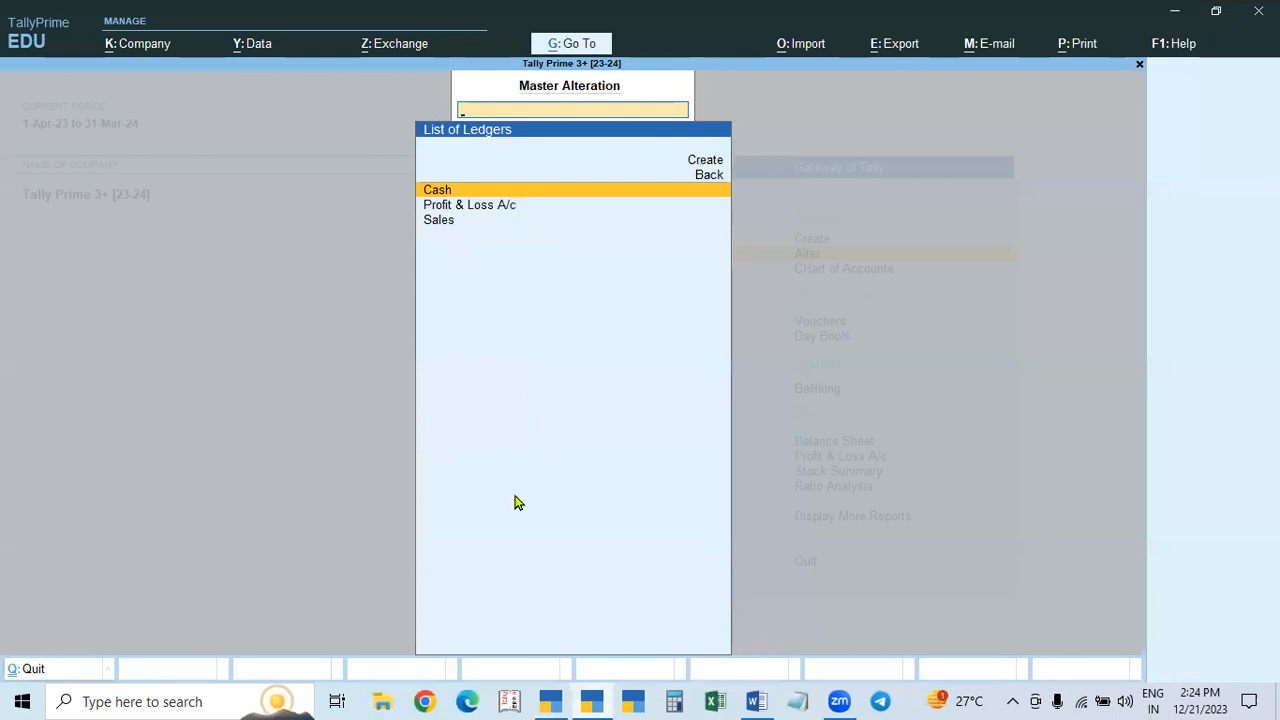 TallyPrime
EDU
MANAGE
K: Company
Y: Data
Z: Exchange
G: Go To
O: Import
E: Export
M: E-mail
P: Print
F1: Help
Tally Prime 3+ [23-24]
CURRENT PERIOD
1-Apr-23 to 31-Mar-24
NAME OF COMPANY
Tally Prime 3+ [23-24]
Master Alteration
List of Ledgers
Create
Back
Cash
Profit & Loss A/c
Sales
Gateway of Tally
Create
Alter
CHart of Accounts
Vouchers
Day BooK
BaNking
Balance Sheet
Profit & Loss A/c
Stock Summary
Ratio Analysis
Display More Reports
Quit
Q: Quit
Type here to search
27°C
ENG
IN
2:24 PM
12/21/2023